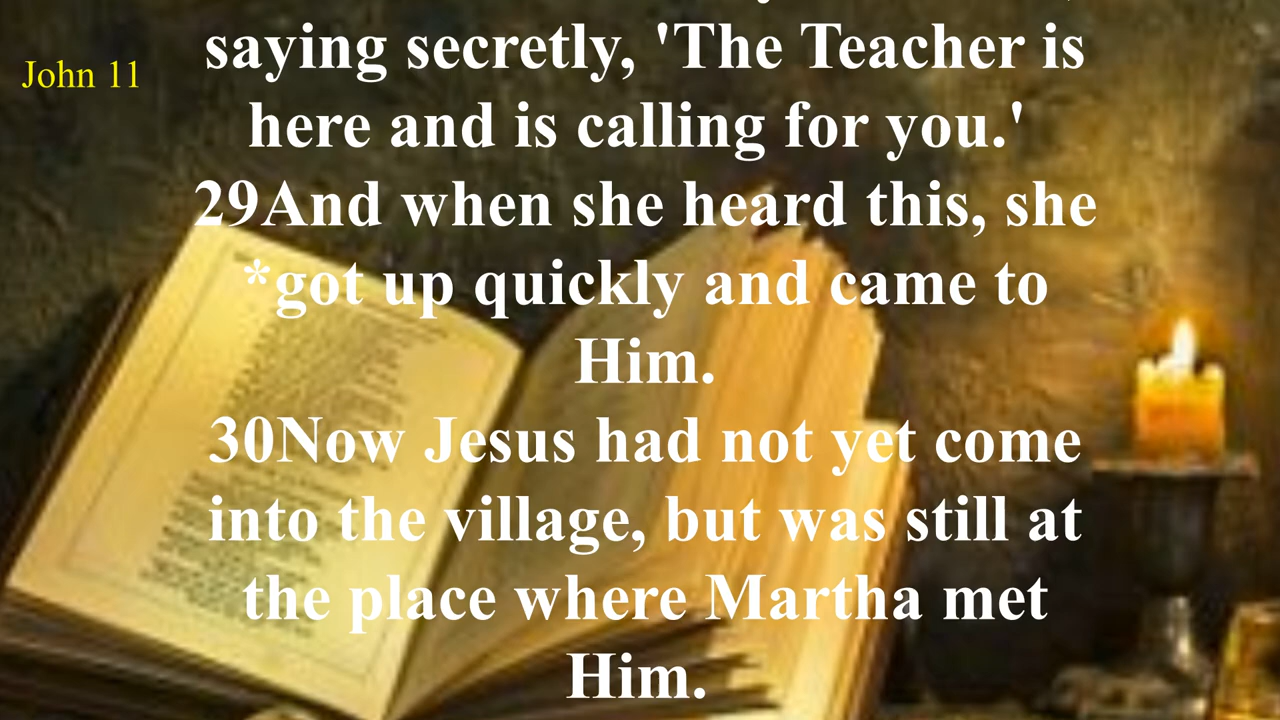 John 11
saying secretly, 'The Teacher is
here and is calling for you.'
29And when she heard this, she
*got up quickly and came to
Him.
30Now Jesus had not yet come
into the village, but was still at
the place where Martha met
Him.